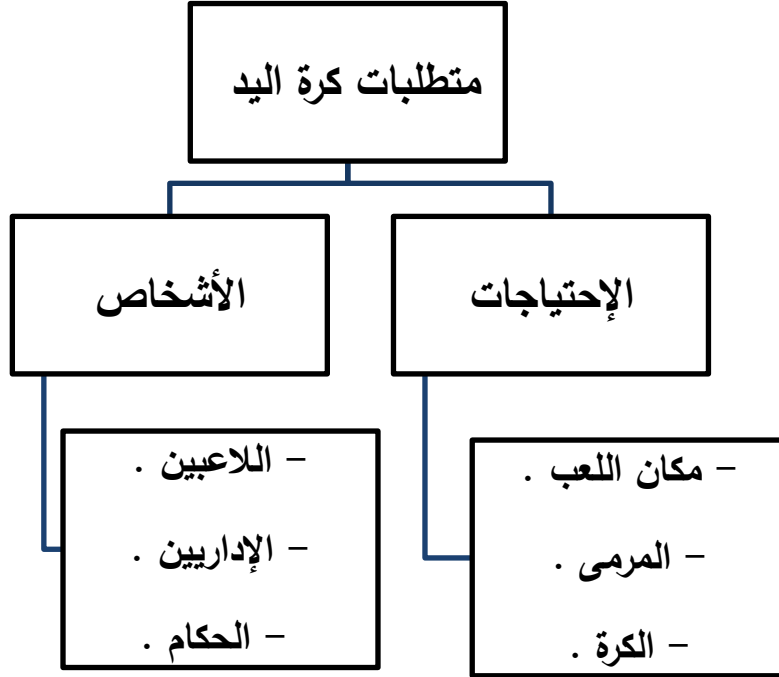 متطلبات كرة اليد
الإحتياجات
الأشخاص
– مكان اللعب .
– المرمى .
– الكرة .
– اللاعبين .
– الإداريين .
– الحكام .